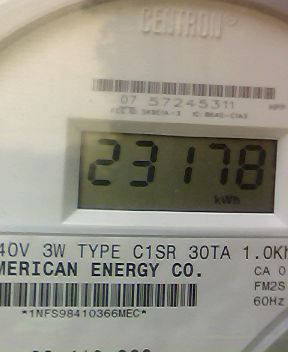 CENTRON®
07 57245311
23178
kWh
40V 3W TYPE C1SR 30TA 1.0Kh
MERICAN ENERGY CO.
CA 0
FM2S
60Hz
*1NFS98410366MEC*